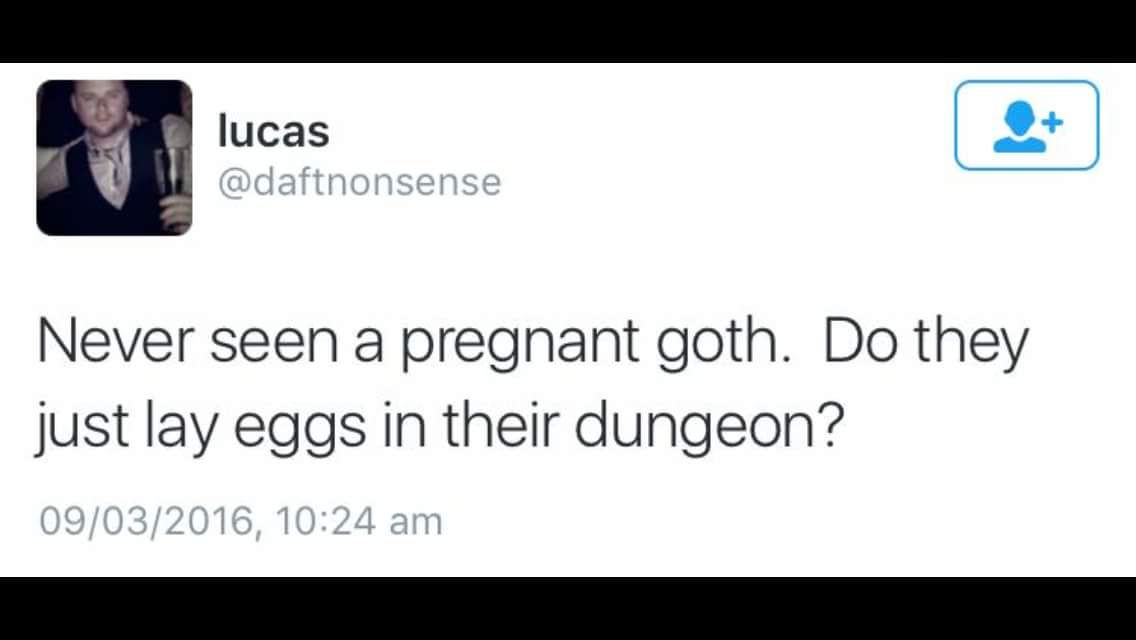 lucas
@daftnonsense
Never seen a pregnant goth.  Do they
just lay eggs in their dungeon?
09/03/2016, 10:24 am